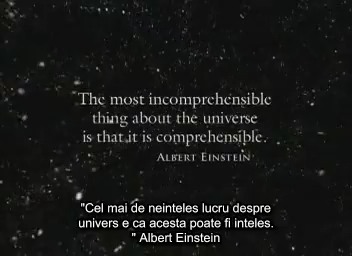 The most incomprehensible
thing about the universe
is that it is comprehensible.
ALBERT EINSTEIN
"Cel mai de neinteles lucru despre
univers e ca acesta poate fi inteles.
" Albert Einstein